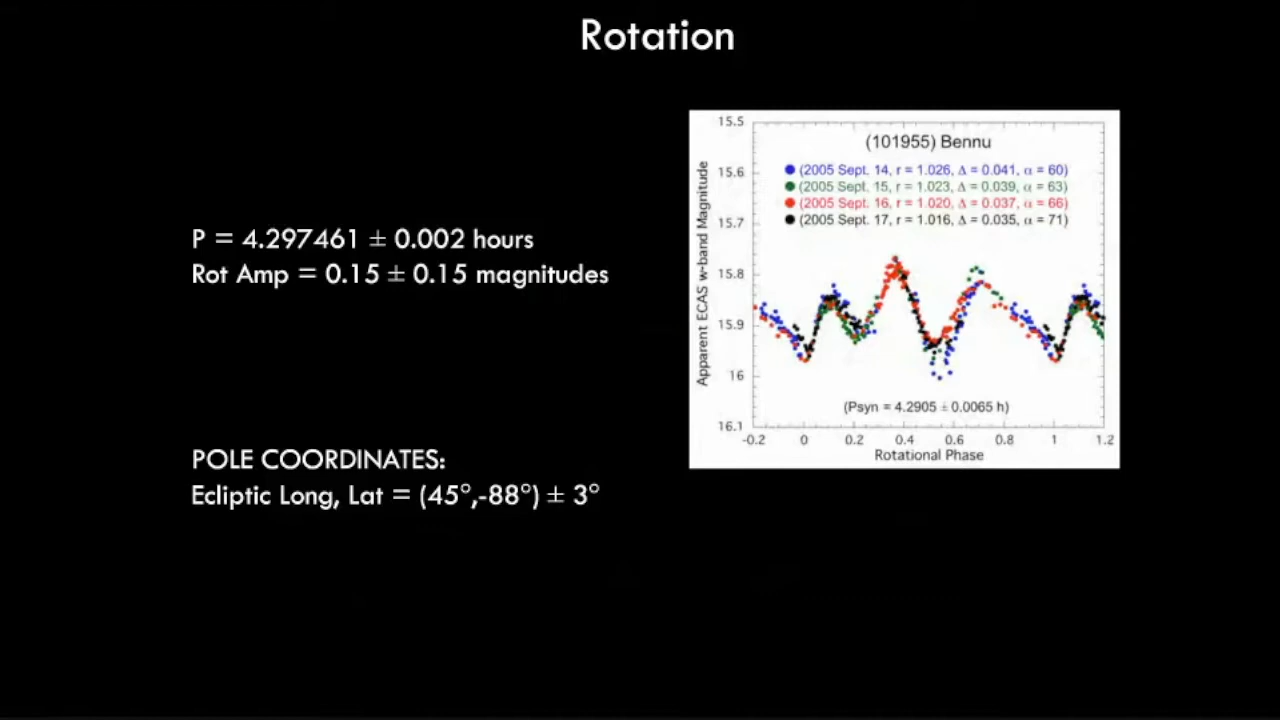 Rotation
P = 4.297461 ± 0.002 hours
Rot Amp = 0.15 ± 0.15 magnitudes
POLE COORDINATES:
Ecliptic Long, Lat = (45°,-88°) ± 3°
(101955) Bennu
(2005 Sept. 14, r = 1.026, Δ = 0.041, α = 60)
(2005 Sept. 15, r = 1.023, Δ = 0.039, α = 63)
(2005 Sept. 16, r = 1.020, Δ = 0.037, α = 66)
(2005 Sept. 17, r = 1.016, Δ = 0.035, α = 71)
Apparent ECAS w-band Magnitude
15.5
15.6
15.7
15.8
15.9
16
16.1
(Psyn = 4.2905 ± 0.0065 h)
-0.2 0 0.2 0.4 0.6 0.8 1 1.2
Rotational Phase